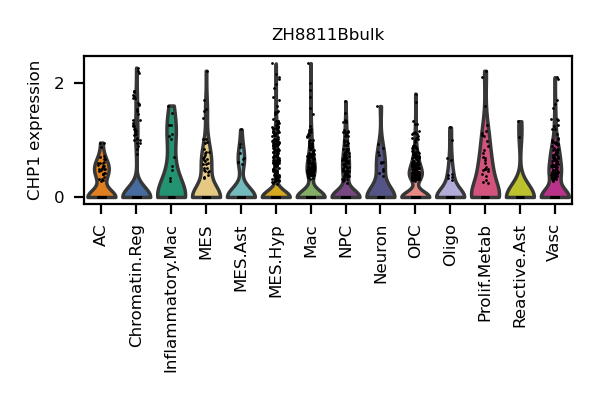 ZH8811Bbulk
CHP1 expression
2
0
AC
Chromatin.Reg
Inflammatory.Mac
MES
MES.Ast
MES.Hyp
Mac
NPC
Neuron
OPC
Oligo
Prolif.Metab
Reactive.Ast
Vasc